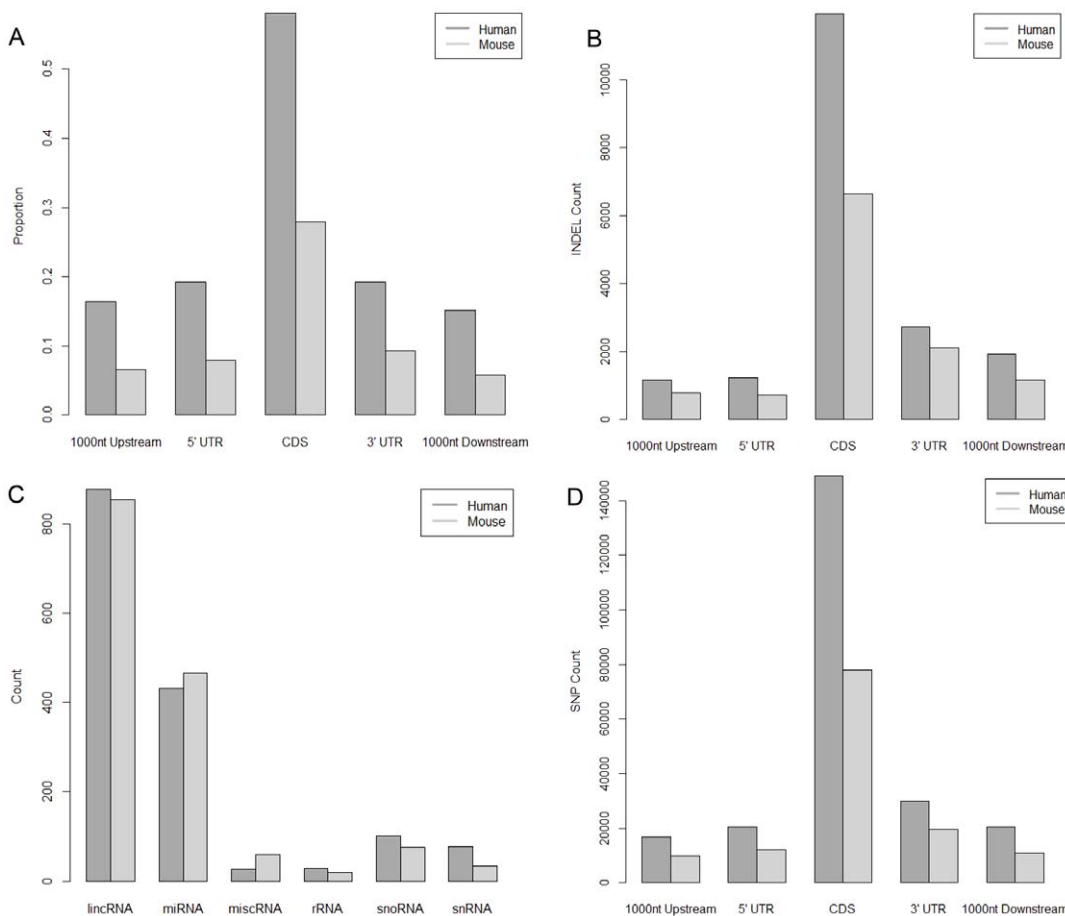 A
Human
Mouse
Proportion
0.0 0.1 0.2 0.3 0.4 0.5
1000nt Upstream 5' UTR CDS 3' UTR 1000nt Downstream
B
Human
Mouse
INDEL Count
0 2000 4000 6000 8000 10000
1000nt Upstream 5' UTR CDS 3' UTR 1000nt Downstream
C
Human
Mouse
Count
0 200 400 600 800
lincRNA miRNA miscRNA rRNA snoRNA snRNA
D
Human
Mouse
SNP Count
0 20000 40000 60000 80000 100000 120000 140000
1000nt Upstream 5' UTR CDS 3' UTR 1000nt Downstream